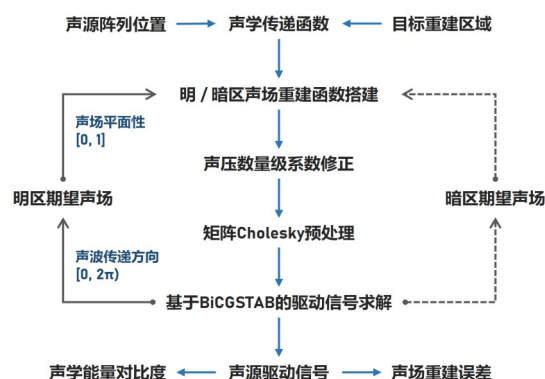 声源阵列位置
声学传递函数
目标重建区域
明 / 暗区声场重建函数搭建
声场平面性
[0, 1]
声压数量级系数修正
明区期望声场
暗区期望声场
矩阵Cholesky预处理
声波传递方向
[0, 2π)
基于BiCGSTAB的驱动信号求解
声学能量对比度
声源驱动信号
声场重建误差